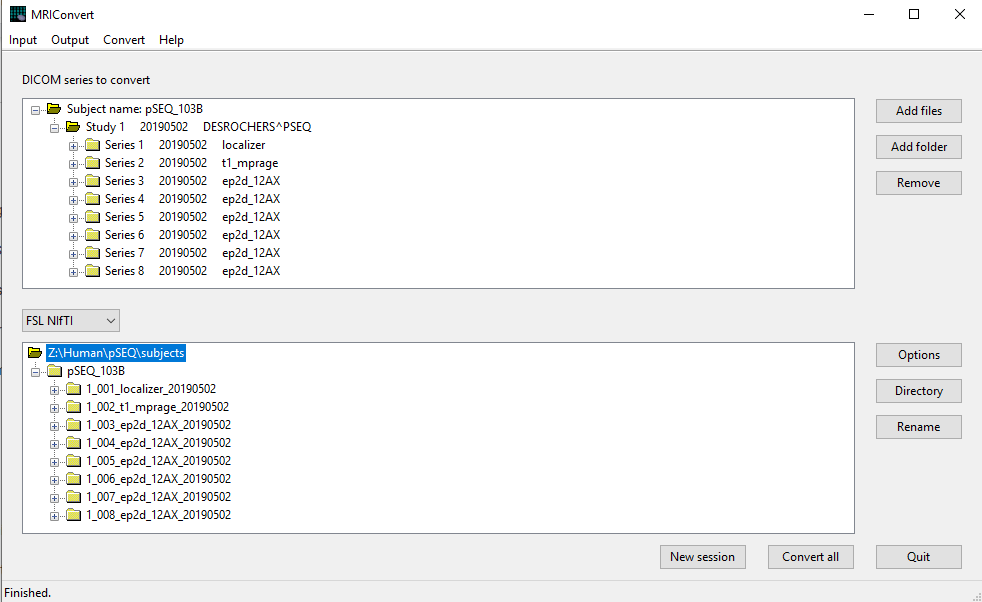 MRIConvert
Input Output Convert Help
DICOM series to convert
Subject name: pSEQ_103B
Study 1 20190502 DESROCHERS^PSEQ
Series 1 20190502 localizer
Series 2 20190502 t1_mprage
Series 3 20190502 ep2d_12AX
Series 4 20190502 ep2d_12AX
Series 5 20190502 ep2d_12AX
Series 6 20190502 ep2d_12AX
Series 7 20190502 ep2d_12AX
Series 8 20190502 ep2d_12AX
Add files
Add folder
Remove
FSL NIfTI
Z:\Human\pSEQ\subjects
pSEQ_103B
1_001_localizer_20190502
1_002_t1_mprage_20190502
1_003_ep2d_12AX_20190502
1_004_ep2d_12AX_20190502
1_005_ep2d_12AX_20190502
1_006_ep2d_12AX_20190502
1_007_ep2d_12AX_20190502
1_008_ep2d_12AX_20190502
Options
Directory
Rename
New session Convert all Quit
Finished.